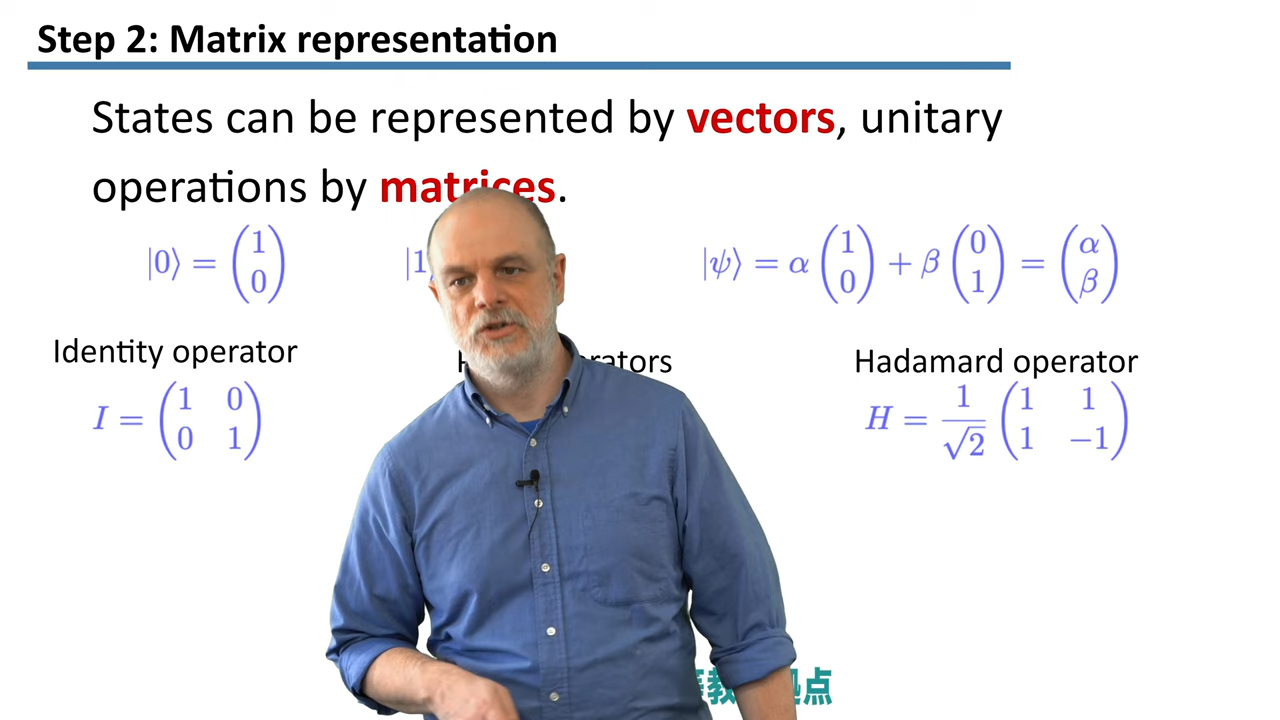 Step 2: Matrix representation
States can be represented by vectors, unitary
operations by matrices.
|0⟩ = (1 0)
|1
|ψ⟩ = α (1 0) + β (0 1) = (α β)
Identity operator
Hadamard operator
I = (1 0 0 1)
H = 1/√2 (1 1 1 −1)
点